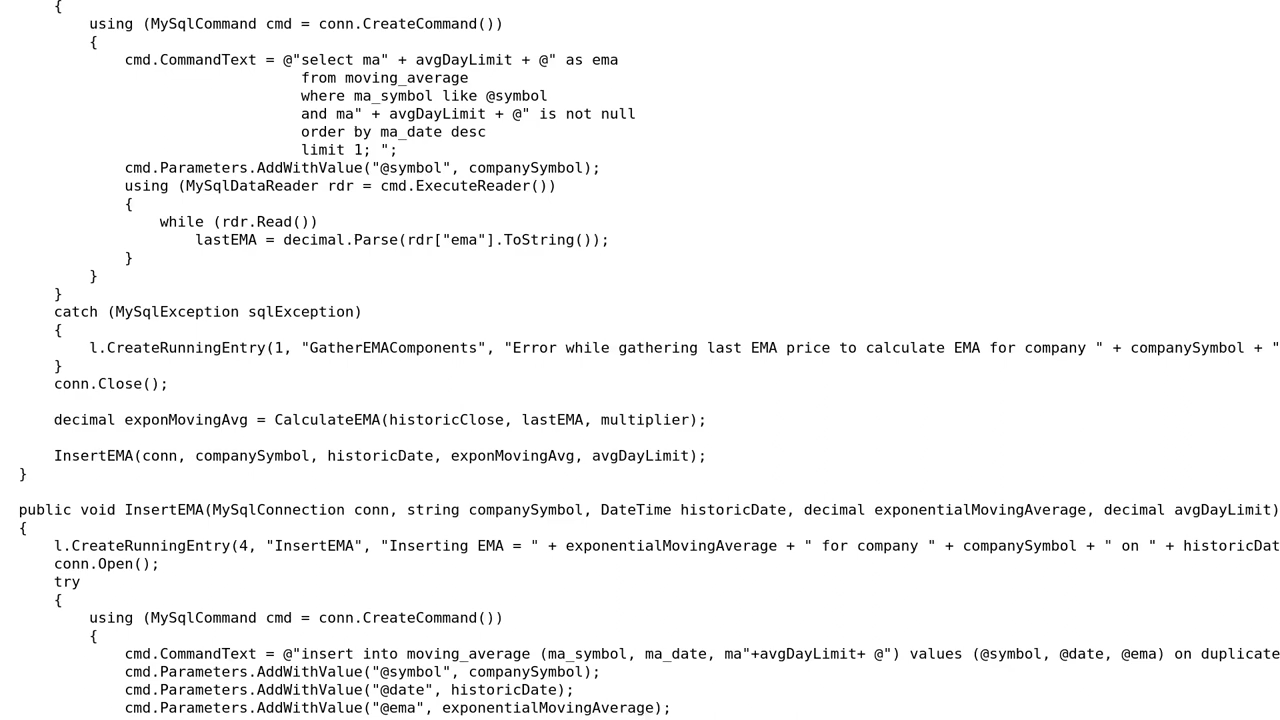 {
using (MySqlCommand cmd = conn.CreateCommand())
{
cmd.CommandText = @"select ma" + avgDayLimit + @" as ema
from moving_average
where ma_symbol like @symbol
and ma" + avgDayLimit + @" is not null
order by ma_date desc
limit 1; ";
cmd.Parameters.AddWithValue("@symbol", companySymbol);
using (MySqlDataReader rdr = cmd.ExecuteReader())
{
while (rdr.Read())
lastEMA = decimal.Parse(rdr["ema"].ToString());
}
}
}
catch (MySqlException sqlException)
{
l.CreateRunningEntry(1, "GatherEMAComponents", "Error while gathering last EMA price to calculate EMA for company " + companySymbol + "
}
conn.Close();
decimal exponMovingAvg = CalculateEMA(historicClose, lastEMA, multiplier);
InsertEMA(conn, companySymbol, historicDate, exponMovingAvg, avgDayLimit);
}
public void InsertEMA(MySqlConnection conn, string companySymbol, DateTime historicDate, decimal exponentialMovingAverage, decimal avgDayLimit)
{
l.CreateRunningEntry(4, "InsertEMA", "Inserting EMA = " + exponentialMovingAverage + " for company " + companySymbol + " on " + historicDat
conn.Open();
try
{
using (MySqlCommand cmd = conn.CreateCommand())
{
cmd.CommandText = @"insert into moving_average (ma_symbol, ma_date, ma"+avgDayLimit+ @") values (@symbol, @date, @ema) on duplicate
cmd.Parameters.AddWithValue("@symbol", companySymbol);
cmd.Parameters.AddWithValue("@date", historicDate);
cmd.Parameters.AddWithValue("@ema", exponentialMovingAverage);